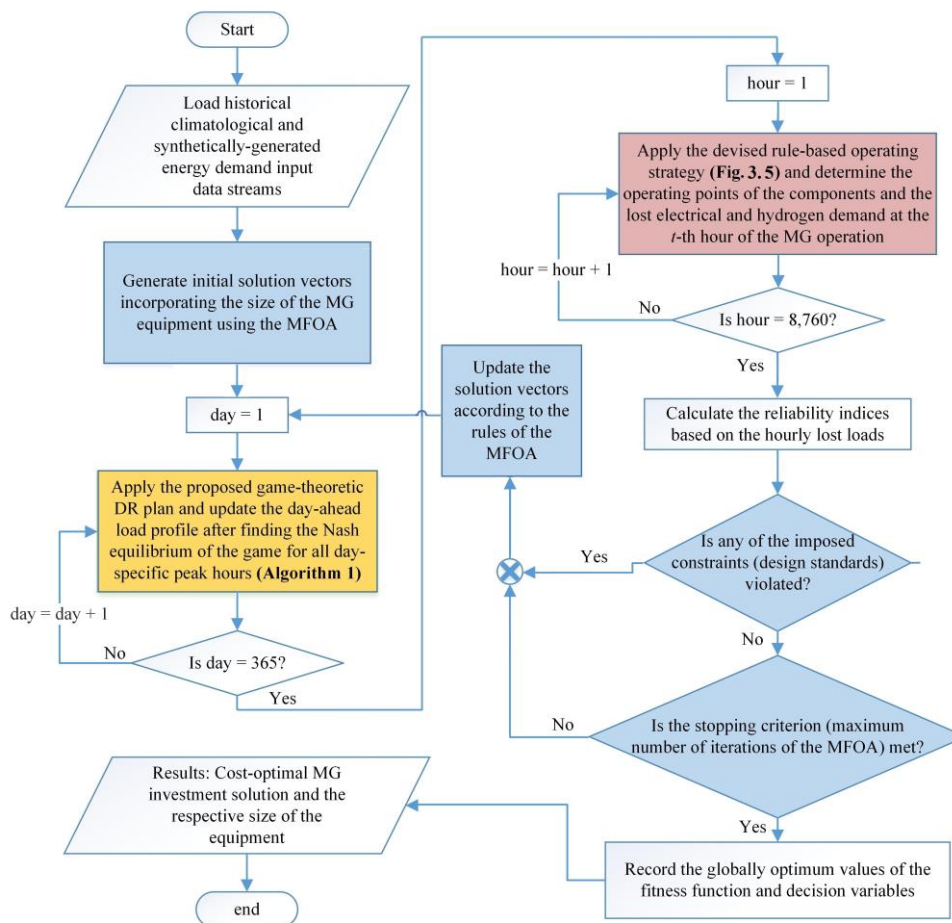 Start
Load historical
climatological and
synthetically-generated
energy demand input
data streams
Generate initial solution vectors
incorporating the size of the MG
equipment using the MFOA
day = 1
Apply the proposed game-theoretic
DR plan and update the day-ahead
load profile after finding the Nash
equilibrium of the game for all day-
specific peak hours (Algorithm 1)
day = day + 1
No
Is day = 365?
Yes
hour = 1
Apply the devised rule-based operating
strategy (Fig. 3. 5) and determine the
operating points of the components and the
lost electrical and hydrogen demand at the
t-th hour of the MG operation
hour = hour + 1
No
Is hour = 8,760?
Yes
Calculate the reliability indices
based on the hourly lost loads
Update the
solution vectors
according to the
rules of the
MFOA
Yes
Is any of the imposed
constraints (design standards)
violated?
No
No
Is the stopping criterion (maximum
number of iterations of the MFOA) met?
Yes
Record the globally optimum values of the
fitness function and decision variables
Results: Cost-optimal MG
investment solution and the
respective size of the
equipment
end